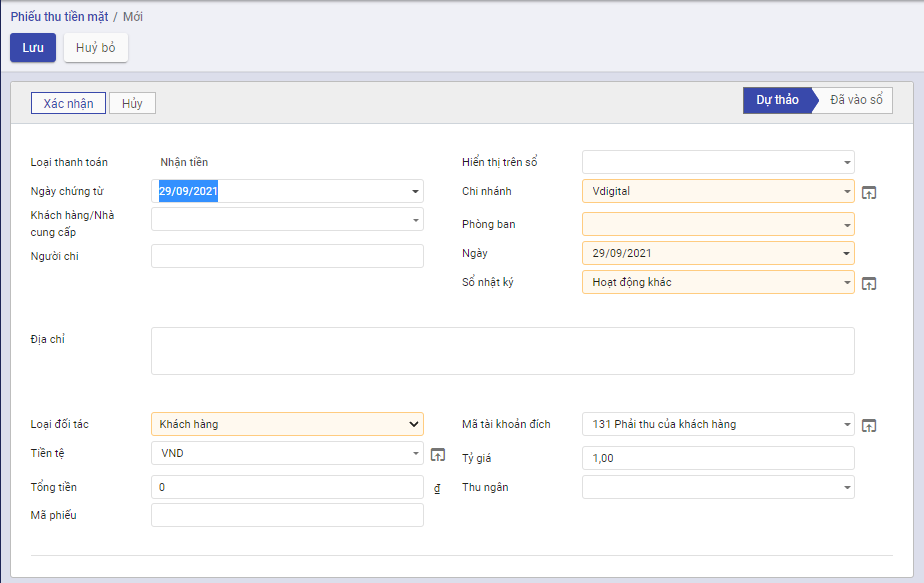 Phiếu thu tiền mặt / Mới
Lưu
Huỷ bỏ
Xác nhận
Hủy
Dự thảo
Đã vào sổ
Loại thanh toán
Nhận tiền
Hiển thị trên sổ
Ngày chứng từ
29/09/2021
Chi nhánh
Vdigital
Khách hàng/Nhà
cung cấp
Phòng ban
Người chi
Ngày
29/09/2021
Sổ nhật ký
Hoạt động khác
Địa chỉ
Loại đối tác
Khách hàng
Mã tài khoản đích
131 Phải thu của khách hàng
Tiền tệ
VND
Tỷ giá
1,00
Tổng tiền
0
₫
Thu ngân
Mã phiếu